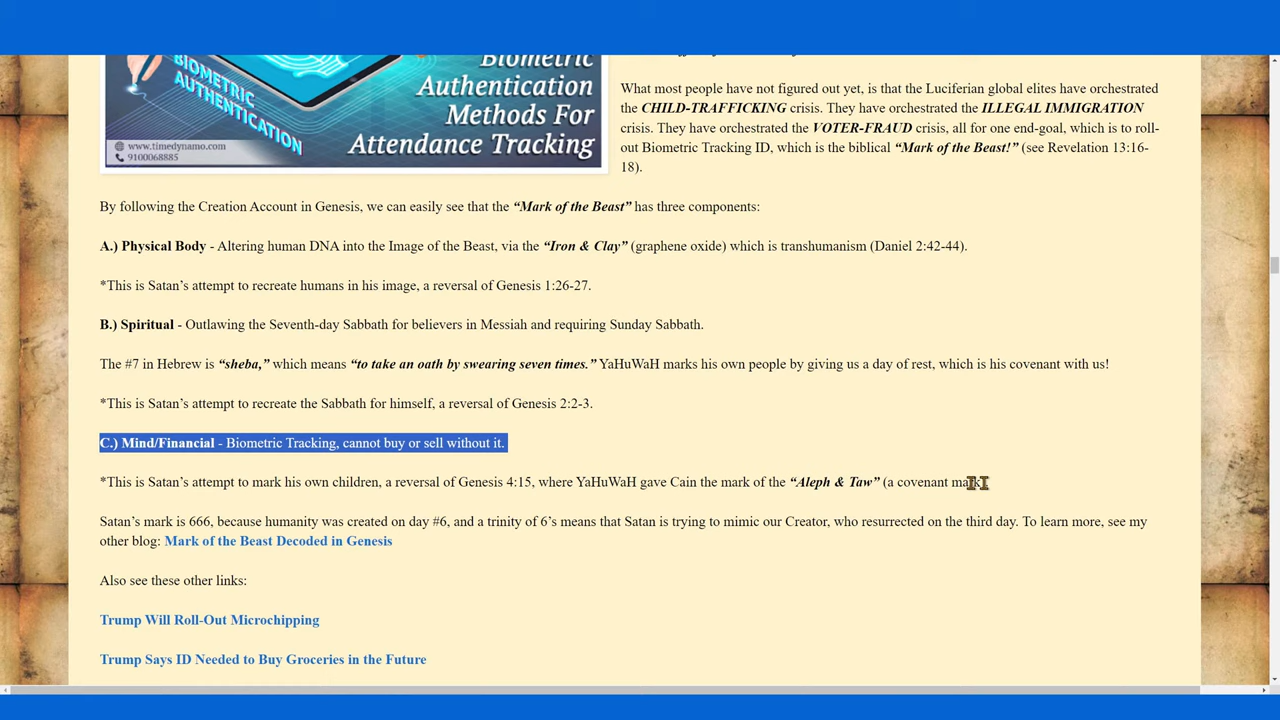 Biometric
Authentication
Methods For
Attendance Tracking
BIOMETRIC
AUTHENTICATION
www.timedynamo.com
9100068885
What most people have not figured out yet, is that the Luciferian global elites have orchestrated
the CHILD-TRAFFICKING crisis. They have orchestrated the ILLEGAL IMMIGRATION
crisis. They have orchestrated the VOTER-FRAUD crisis, all for one end-goal, which is to roll-
out Biometric Tracking ID, which is the biblical “Mark of the Beast!” (see Revelation 13:16-
18).
By following the Creation Account in Genesis, we can easily see that the “Mark of the Beast” has three components:
A.) Physical Body - Altering human DNA into the Image of the Beast, via the “Iron & Clay” (graphene oxide) which is transhumanism (Daniel 2:42-44).
*This is Satan’s attempt to recreate humans in his image, a reversal of Genesis 1:26-27.
B.) Spiritual - Outlawing the Seventh-day Sabbath for believers in Messiah and requiring Sunday Sabbath.
The #7 in Hebrew is “sheba,” which means “to take an oath by swearing seven times.” YaHuWaH marks his own people by giving us a day of rest, which is his covenant with us!
*This is Satan’s attempt to recreate the Sabbath for himself, a reversal of Genesis 2:2-3.
C.) Mind/Financial - Biometric Tracking, cannot buy or sell without it.
*This is Satan’s attempt to mark his own children, a reversal of Genesis 4:15, where YaHuWaH gave Cain the mark of the “Aleph & Taw” (a covenant mark).
Satan’s mark is 666, because humanity was created on day #6, and a trinity of 6’s means that Satan is trying to mimic our Creator, who resurrected on the third day. To learn more, see my
other blog: Mark of the Beast Decoded in Genesis
Also see these other links:
Trump Will Roll-Out Microchipping
Trump Says ID Needed to Buy Groceries in the Future